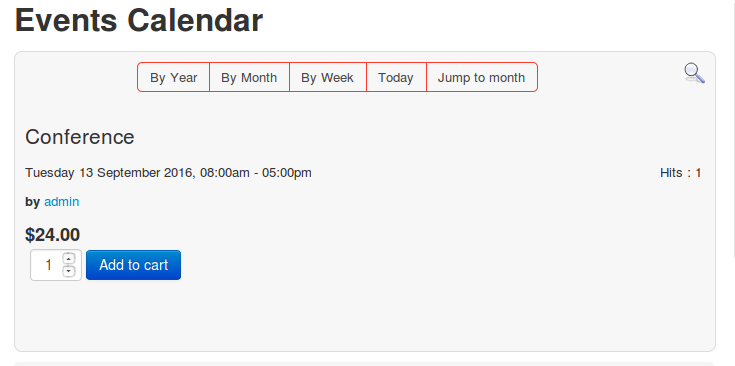 Events Calendar
By Year By Month By Week Today Jump to month
Conference
Tuesday 13 September 2016, 08:00am - 05:00pm Hits : 1
by admin
$24.00
1 Add to cart